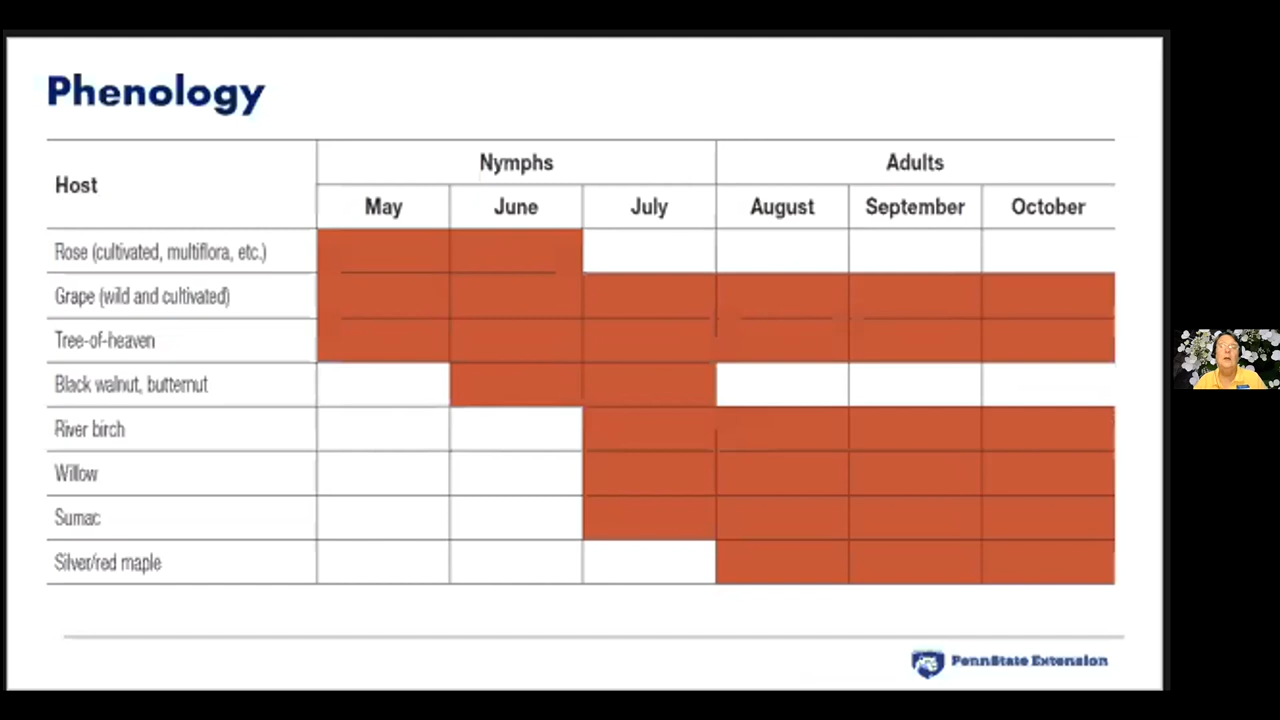 Phenology
Host
Nymphs
Adults
May
June
July
August
September
October
Rose (cultivated, multiflora, etc.)
Grape (wild and cultivated)
Tree-of-heaven
Black walnut, butternut
River birch
Willow
Sumac
Silver/red maple
PennState Extension